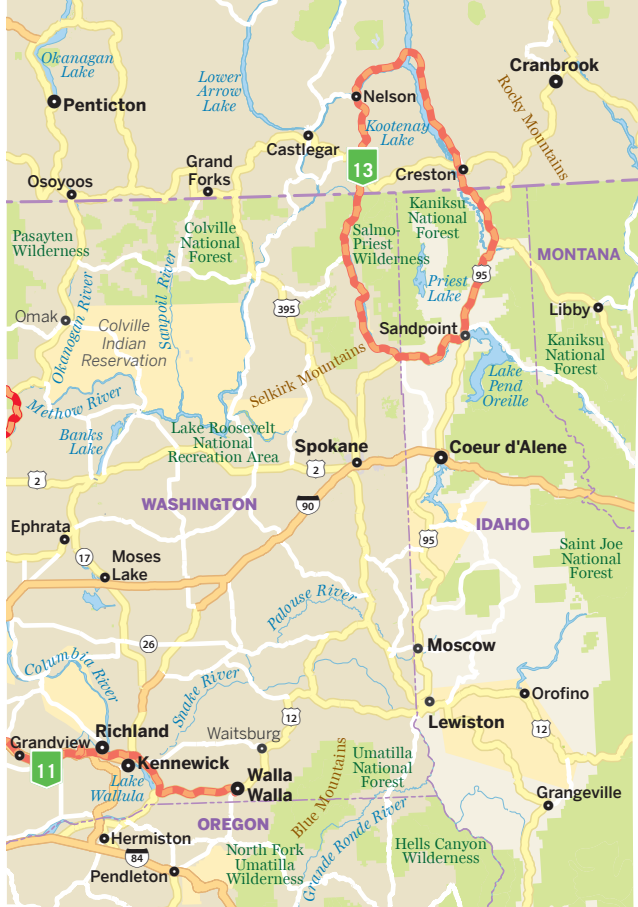 Okanagan
Lake
Penticton
Lower
Arrow
Lake
Cranbrook
Rocky Mountains
Nelson
Kootenay
Lake
Castlegar
13
Creston
Grand
Forks
Osoyoos
Pasayten
Wilderness
Colville
National
Forest
Salmo-
Priest
Wilderness
Kaniksu
National
Forest
MONTANA
Priest
Lake
95
Libby
Omak
Okanogan River
Sanpoil River
Colville
Indian
Reservation
395
Sandpoint
Kaniksu
National
Forest
Selkirk Mountains
Lake
Pend
Oreille
Methow River
Banks
Lake
Lake Roosevelt
National
Recreation Area
Spokane
Coeur d'Alene
2
2
WASHINGTON
90
IDAHO
Ephrata
17
Moses
Lake
95
Saint Joe
National
Forest
Palouse River
26
Moscow
Columbia River
Snake River
Orofino
12
Lewiston
12
Richland
Waitsburg
Grandview
11
Kennewick
Lake
Wallula
Walla
Walla
Blue Mountains
Umatilla
National
Forest
Grangeville
OREGON
Grande Ronde River
Hermiston
84
Pendleton
North Fork
Umatilla
Wilderness
Hells Canyon
Wilderness